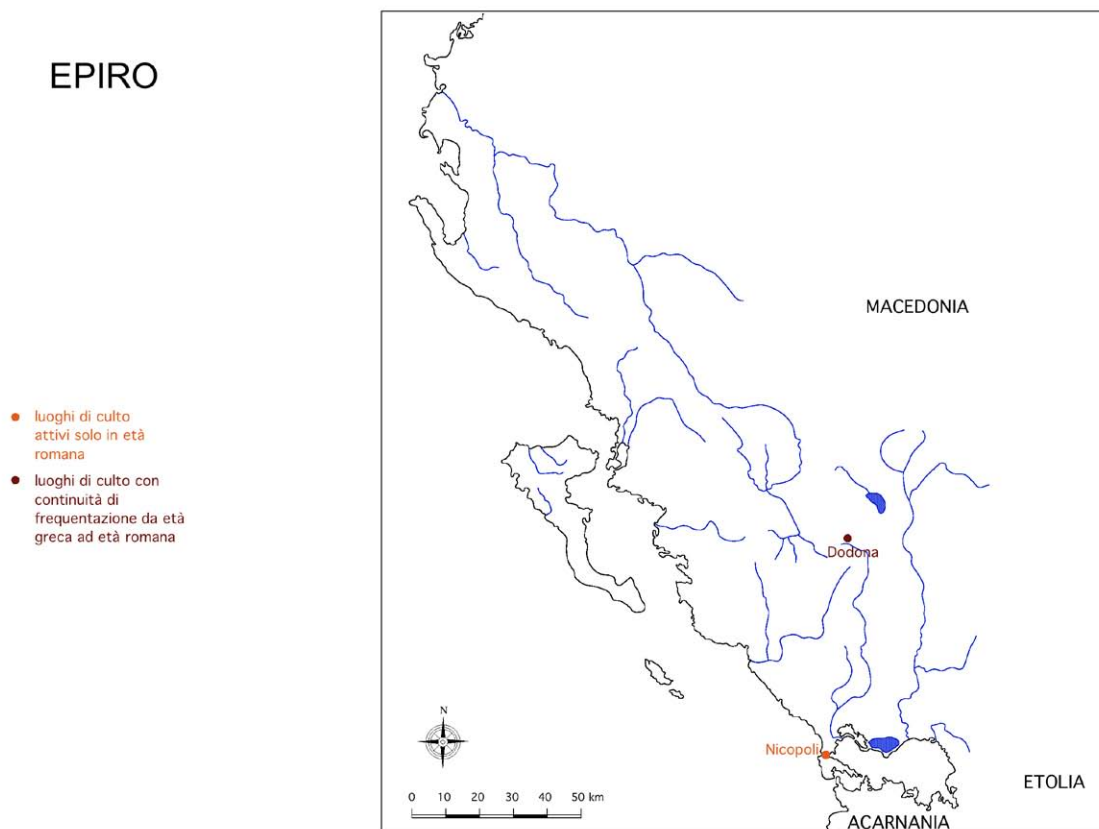 EPIRO
luoghi di culto
attivi solo in età
romana
luoghi di culto con
continuità di
frequentazione da età
greca ad età romana
MACEDONIA
Dodona
N
Nicopoli
ETOLIA
0 10 20 30 40 50 km
ACARNANIA